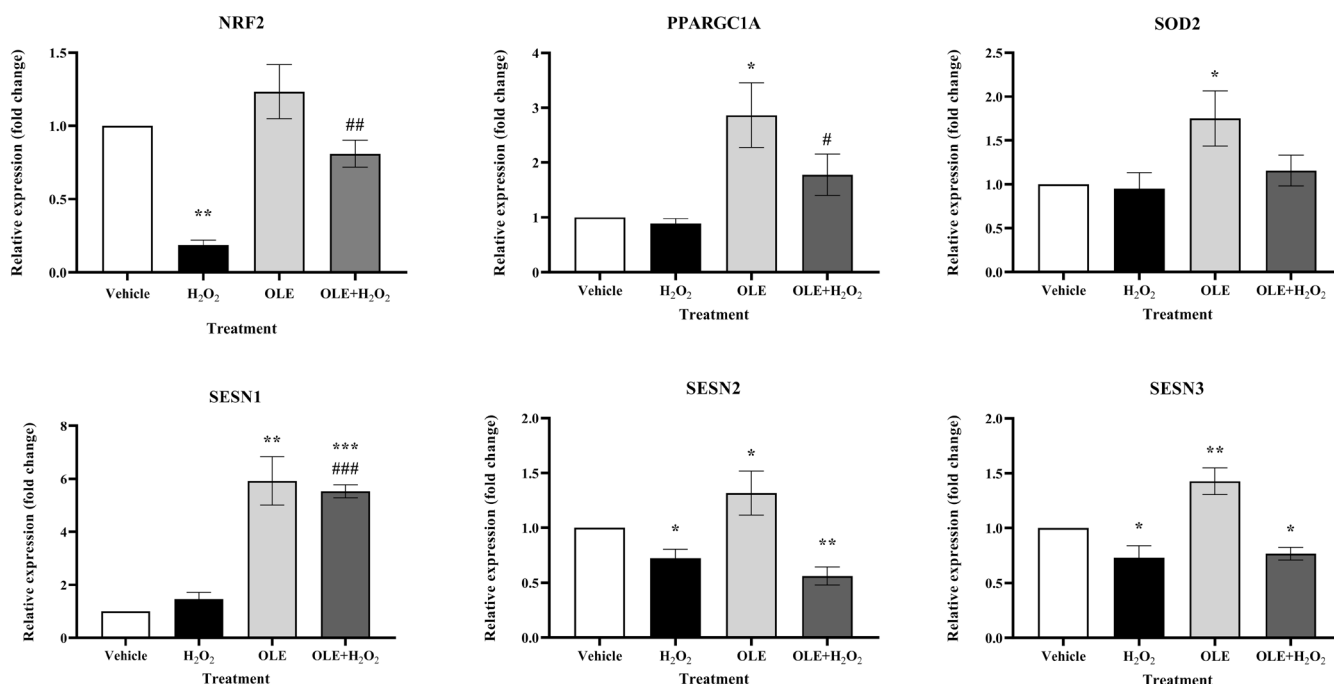 NRF2
Relative expression (fold change)
1.5
1.0
0.5
0.0
**
##
Vehicle H₂O₂ OLE OLE+H₂O₂
Treatment
PPARGC1A
Relative expression (fold change)
4
3
2
1
0
*
#
Vehicle H₂O₂ OLE OLE+H₂O₂
Treatment
SOD2
Relative expression (fold change)
2.5
2.0
1.5
1.0
0.5
0.0
*
Vehicle H₂O₂ OLE OLE+H₂O₂
Treatment
SESN1
Relative expression (fold change)
8
6
4
2
0
**
***
###
Vehicle H₂O₂ OLE OLE+H₂O₂
Treatment
SESN2
Relative expression (fold change)
2.0
1.5
1.0
0.5
0.0
*
*
**
Vehicle H₂O₂ OLE OLE+H₂O₂
Treatment
SESN3
Relative expression (fold change)
2.0
1.5
1.0
0.5
0.0
*
**
*
Vehicle H₂O₂ OLE OLE+H₂O₂
Treatment